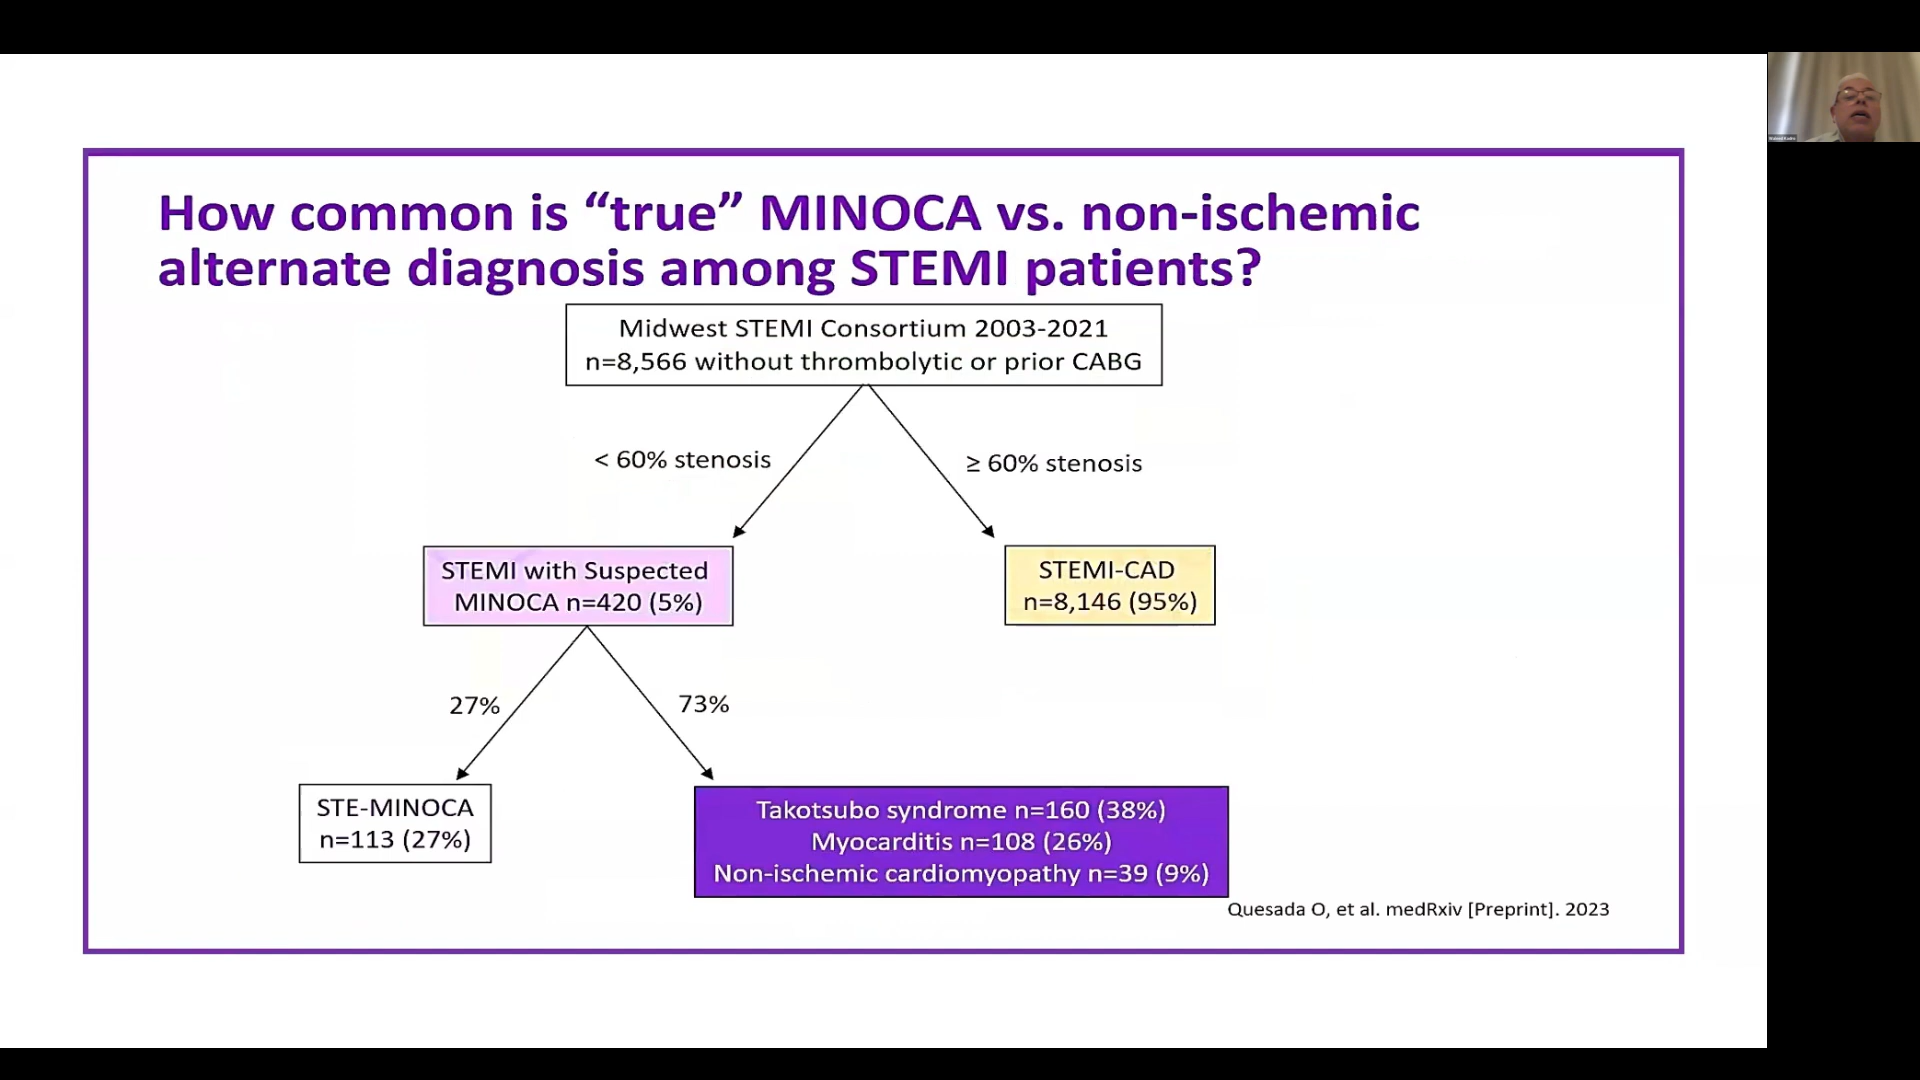 How common is “true” MINOCA vs. non-ischemic
alternate diagnosis among STEMI patients?
Midwest STEMI Consortium 2003-2021
n=8,566 without thrombolytic or prior CABG
< 60% stenosis
≥ 60% stenosis
STEMI with Suspected
MINOCA n=420 (5%)
STEMI-CAD
n=8,146 (95%)
27%
73%
STE-MINOCA
n=113 (27%)
Takotsubo syndrome n=160 (38%)
Myocarditis n=108 (26%)
Non-ischemic cardiomyopathy n=39 (9%)
Quesada O, et al. medRxiv [Preprint]. 2023